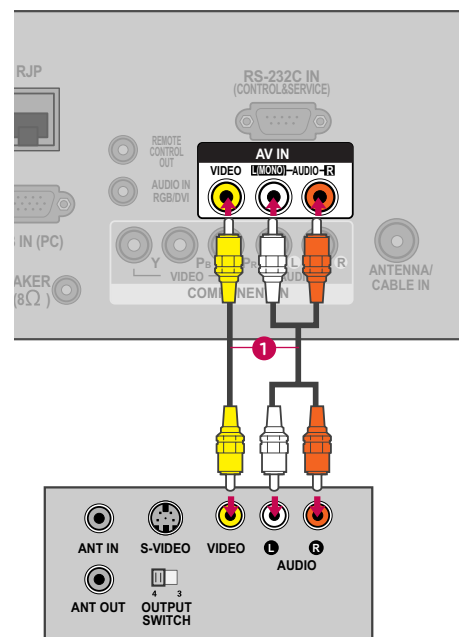 RJP
RS-232C IN
(CONTROL&SERVICE)
REMOTE
CONTROL
OUT
AV IN
VIDEO L(MONO) AUDIO R
AUDIO IN
RGB/DVI
IN (PC)
Y PB PR L R
VIDEO
COMPONENT IN
ANTENNA/
CABLE IN
(8Ω)
1
ANT IN S-VIDEO VIDEO L R
AUDIO
ANT OUT
4 3
OUTPUT
SWITCH